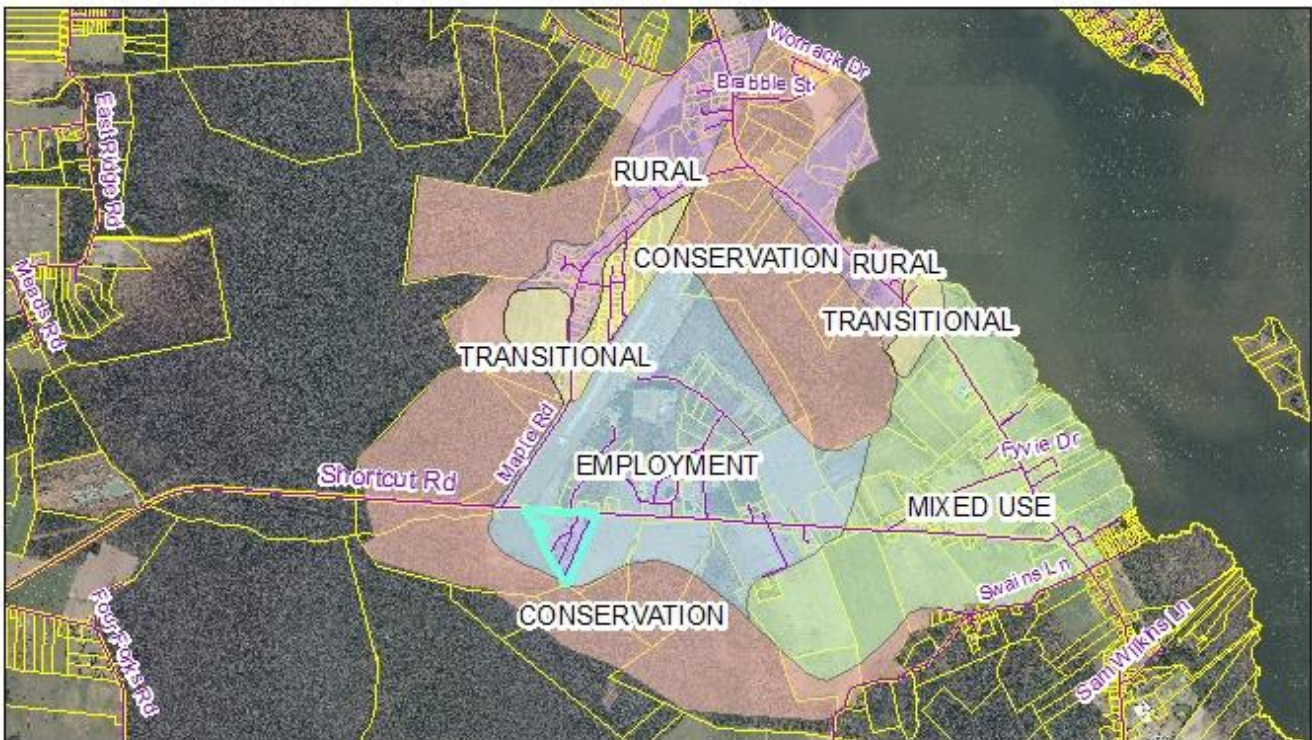 Womack Dr
Brabble St
East Ridge Rd
RURAL
CONSERVATION
RURAL
Meads Rd
TRANSITIONAL
TRANSITIONAL
Maple Rd
Fyvie Dr
EMPLOYMENT
Shortcut Rd
MIXED USE
Swains Ln
CONSERVATION
Four Forks Rd
Sam Wilkins Ln